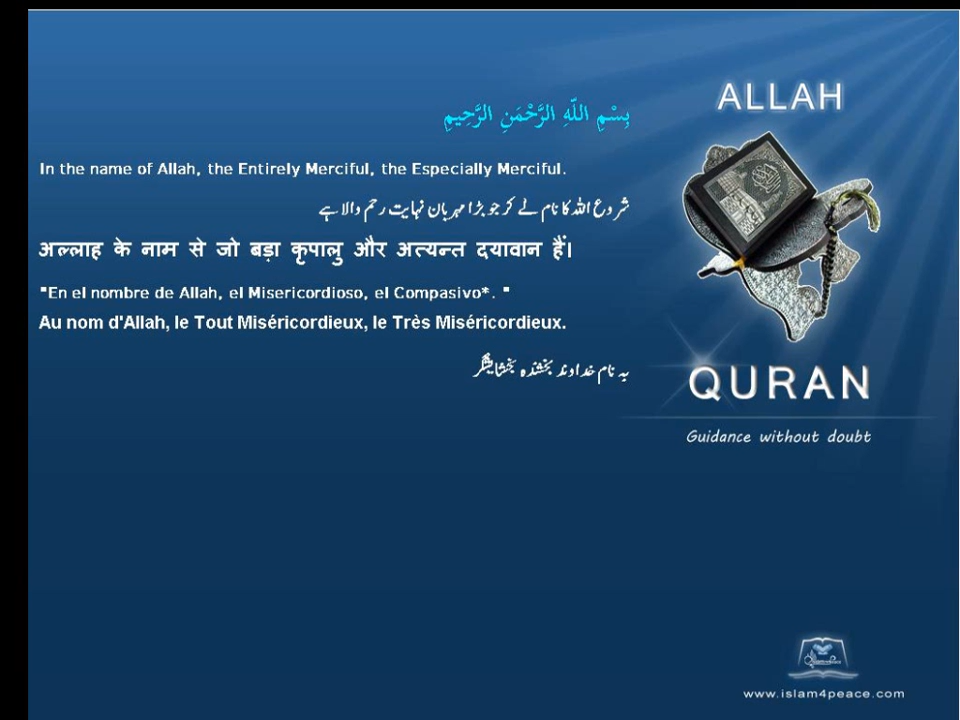 بِسْمِ اللّهِ الرَّحْمَنِ الرَّحِيمِ
In the name of Allah, the Entirely Merciful, the Especially Merciful.
شروع الله کا نام لے کر جو بڑا مہربان نہایت رحم والا ہے
अल्लाह के नाम से जो बड़ा कृपालु और अत्यन्त दयावान हैं।
"En el nombre de Allah, el Misericordioso, el Compasivo*. "
Au nom d'Allah, le Tout Miséricordieux, le Très Miséricordieux.
به نام خداوند بخشنده بخشایشگر
ALLAH
QURAN
Guidance without doubt
www.islam4peace.com